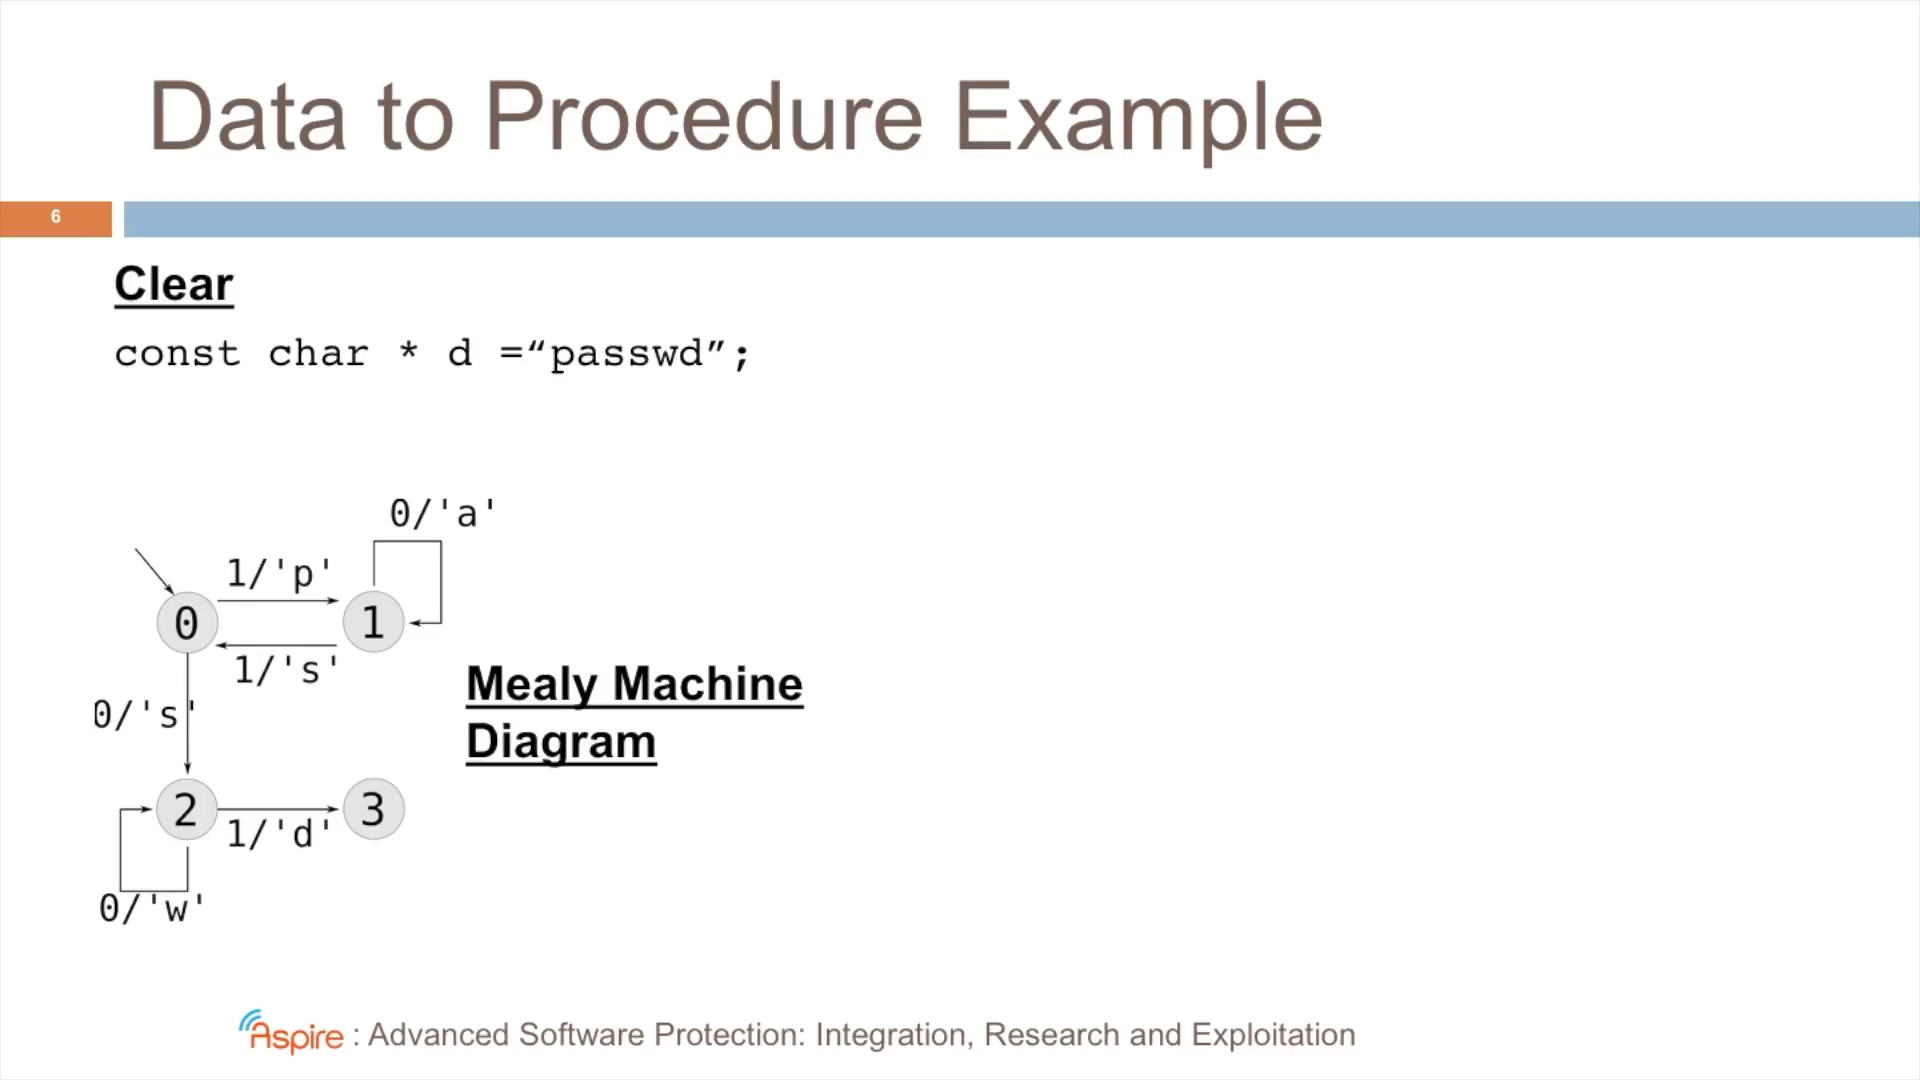 Data to Procedure Example
6
Clear
const char * d =“passwd”;
0/'a'
1/'p'
0
1
1/'s'
0/'s'
Mealy Machine
Diagram
2
3
1/'d'
0/'w'
Aspire : Advanced Software Protection: Integration, Research and Exploitation